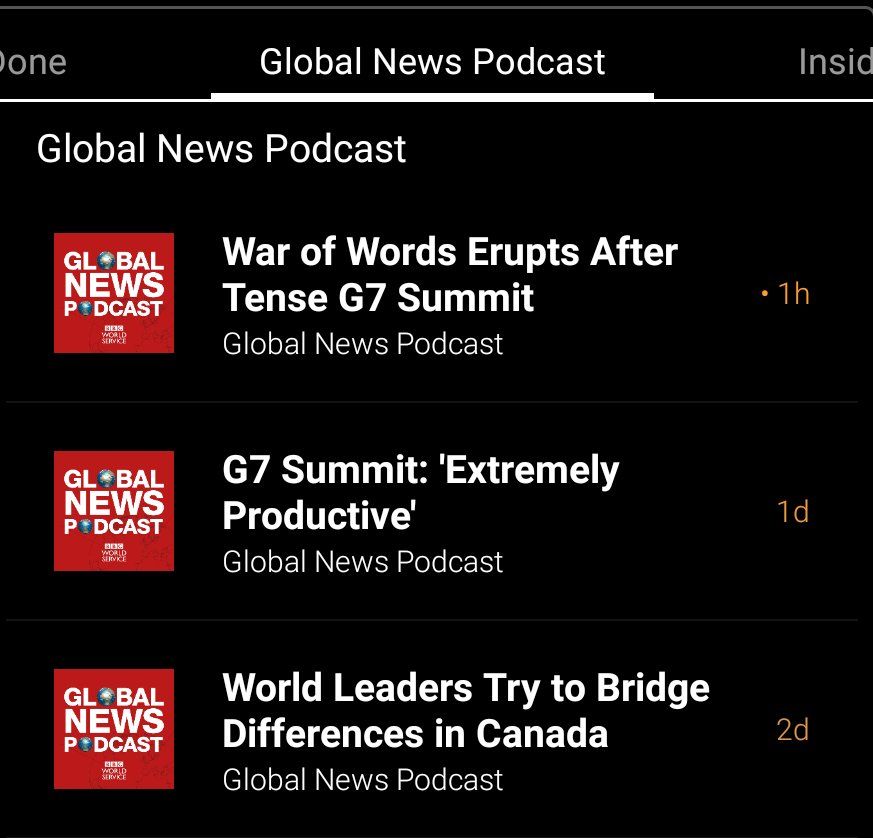 Done
Global News Podcast
Insid
Global News Podcast
GLOBAL
NEWS
PODCAST
BBC
WORLD
SERVICE
War of Words Erupts After
Tense G7 Summit
Global News Podcast
• 1h
GLOBAL
NEWS
PODCAST
BBC
WORLD
SERVICE
G7 Summit: 'Extremely
Productive'
Global News Podcast
1d
GLOBAL
NEWS
PODCAST
BBC
WORLD
SERVICE
World Leaders Try to Bridge
Differences in Canada
Global News Podcast
2d